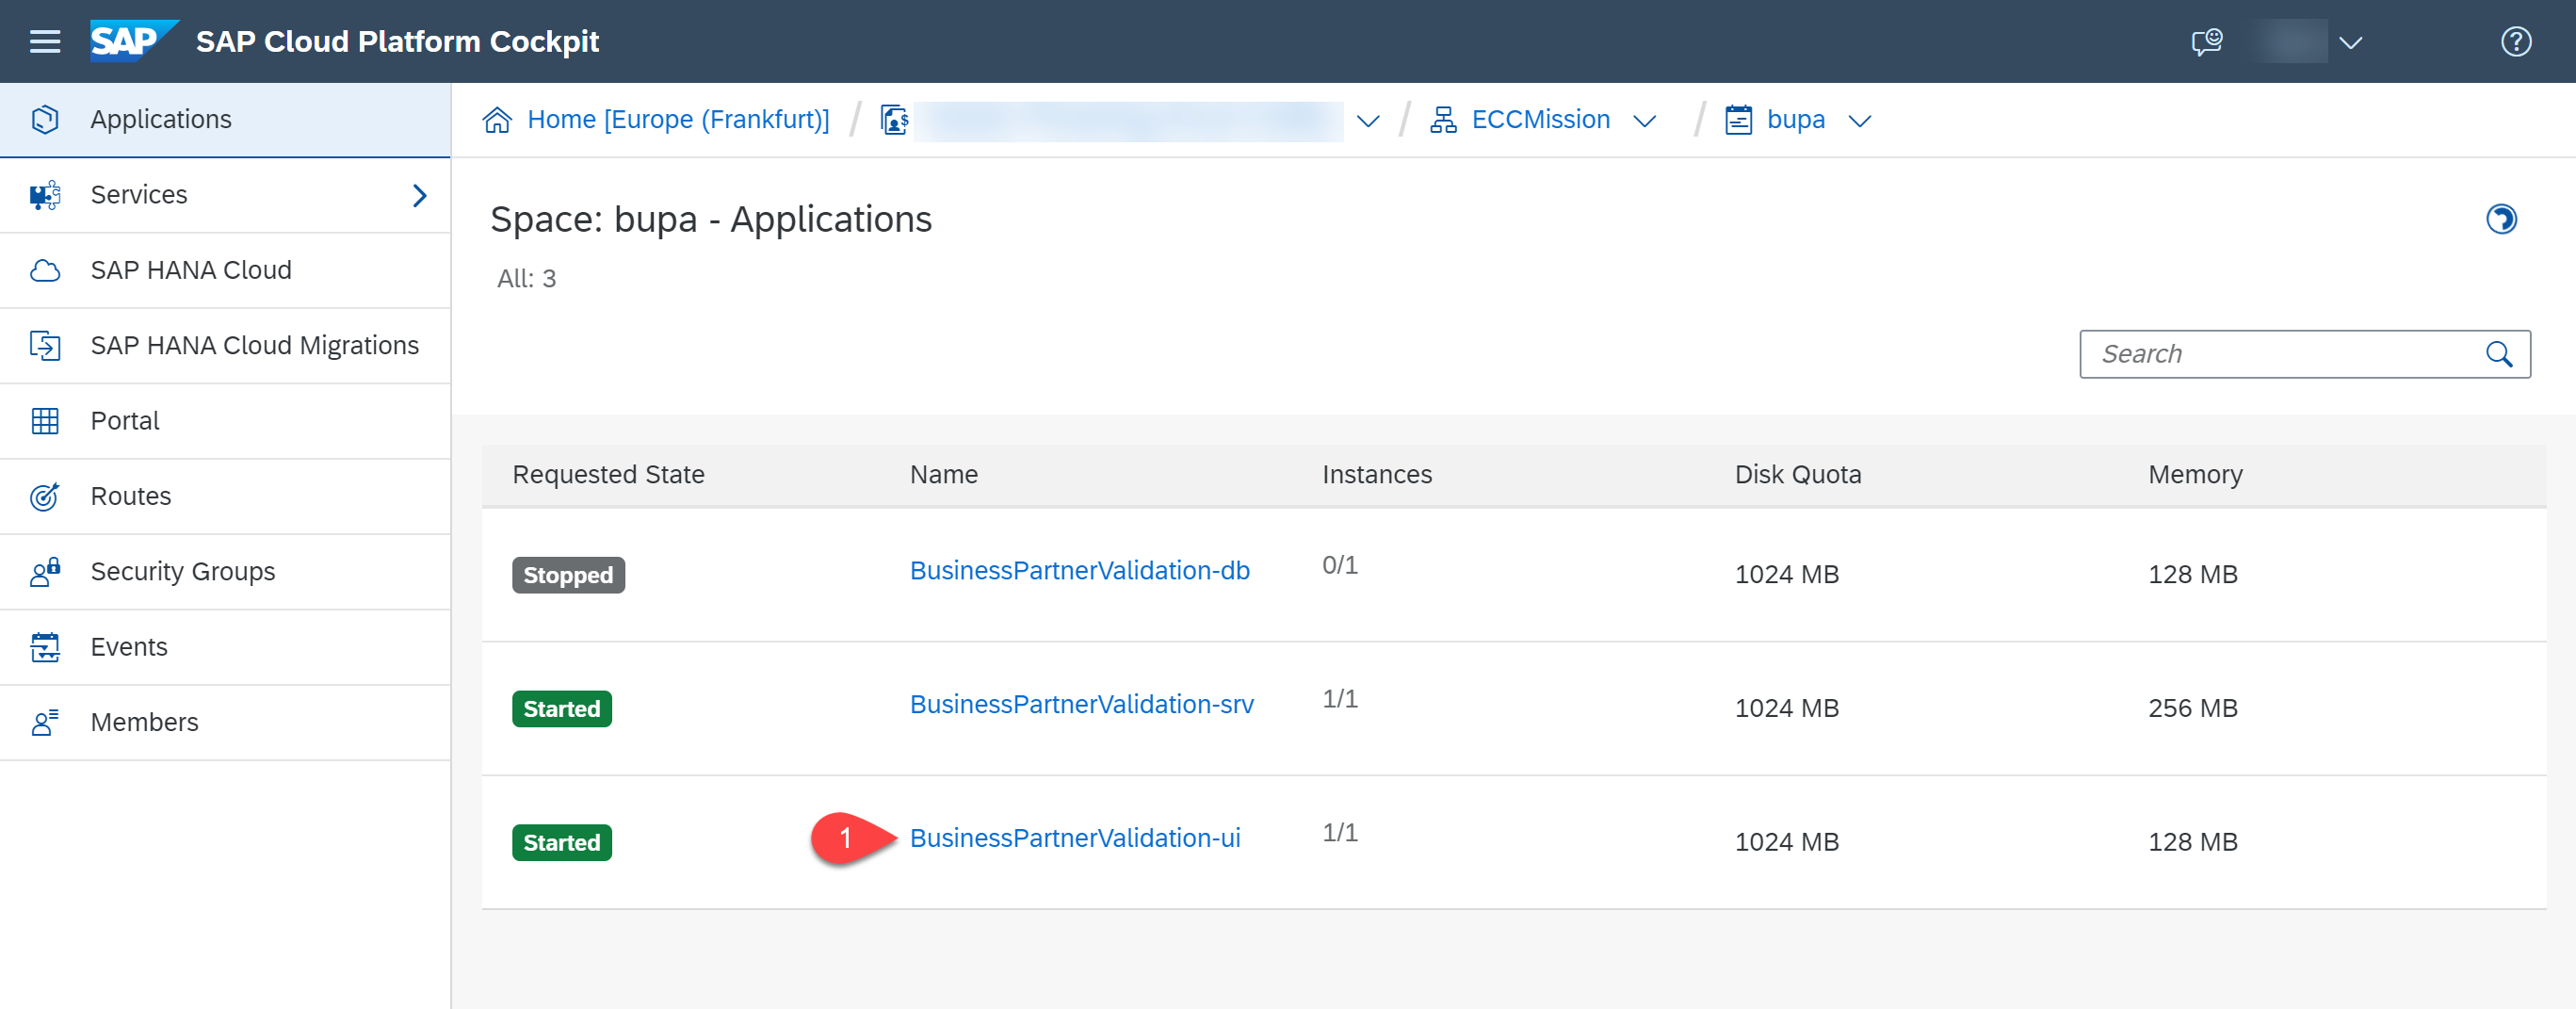 SAP SAP Cloud Platform Cockpit
Applications
Services
SAP HANA Cloud
SAP HANA Cloud Migrations
Portal
Routes
Security Groups
Events
Members
Home [Europe (Frankfurt)] / / ECCMission / bupa
Space: bupa - Applications
All: 3
Search
Requested State Name Instances Disk Quota Memory
Stopped BusinessPartnerValidation-db 0/1 1024 MB 128 MB
Started BusinessPartnerValidation-srv 1/1 1024 MB 256 MB
Started 1 BusinessPartnerValidation-ui 1/1 1024 MB 128 MB